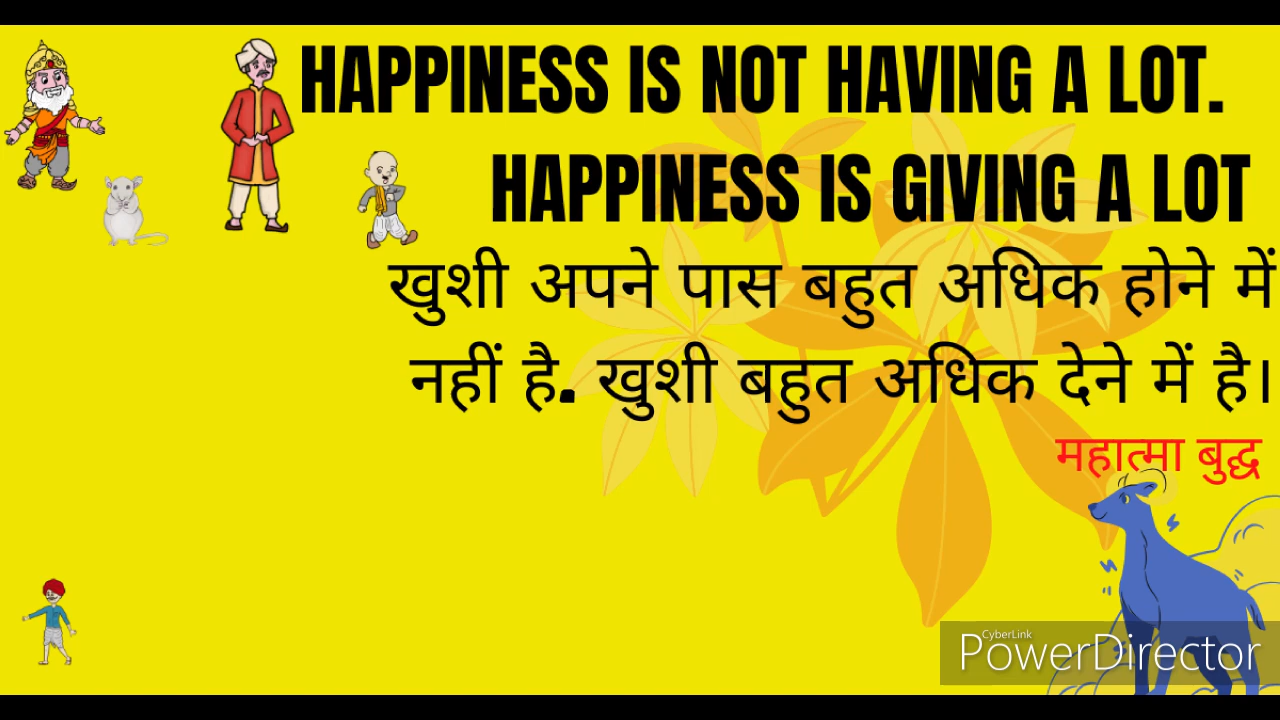 HAPPINESS IS NOT HAVING A LOT.
HAPPINESS IS GIVING A LOT
खुशी अपने पास बहुत अधिक होने में
नहीं है. खुशी बहुत अधिक देने में है।
महात्मा बुद्ध
CyberLink
PowerDirector